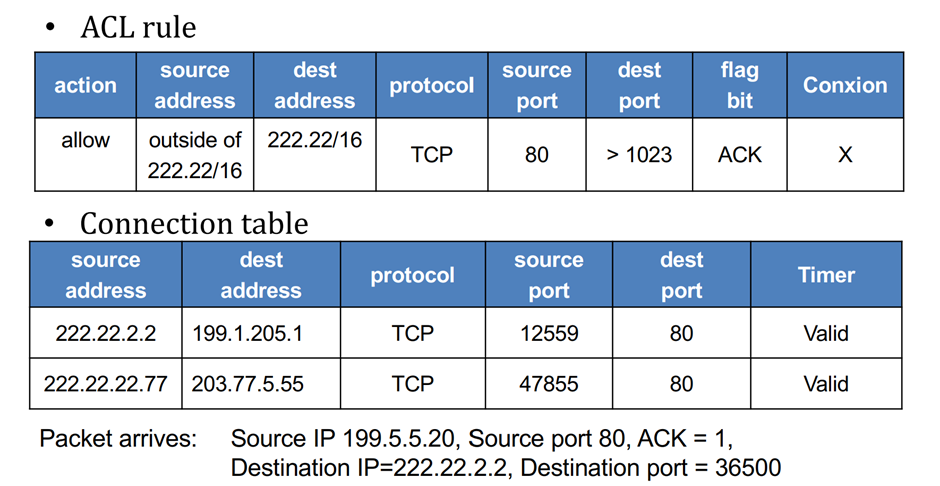 • ACL rule
action source address dest address protocol source port dest port flag bit Conxion
allow outside of 222.22/16 222.22/16 TCP 80 > 1023 ACK X
• Connection table
source address dest address protocol source port dest port Timer
222.22.2.2 199.1.205.1 TCP 12559 80 Valid
222.22.22.77 203.77.5.55 TCP 47855 80 Valid
Packet arrives: Source IP 199.5.5.20, Source port 80, ACK = 1,
Destination IP=222.22.2.2, Destination port = 36500